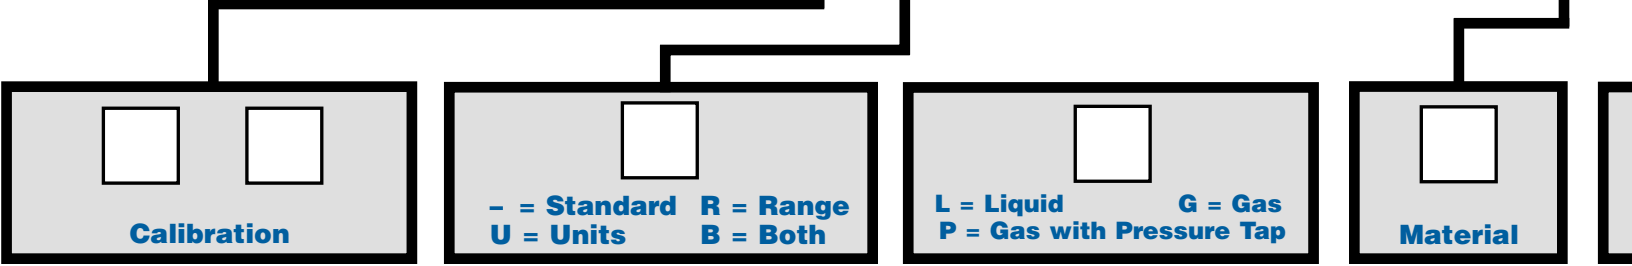 Calibration
– = Standard R = Range
U = Units B = Both
L = Liquid G = Gas
P = Gas with Pressure Tap
Material